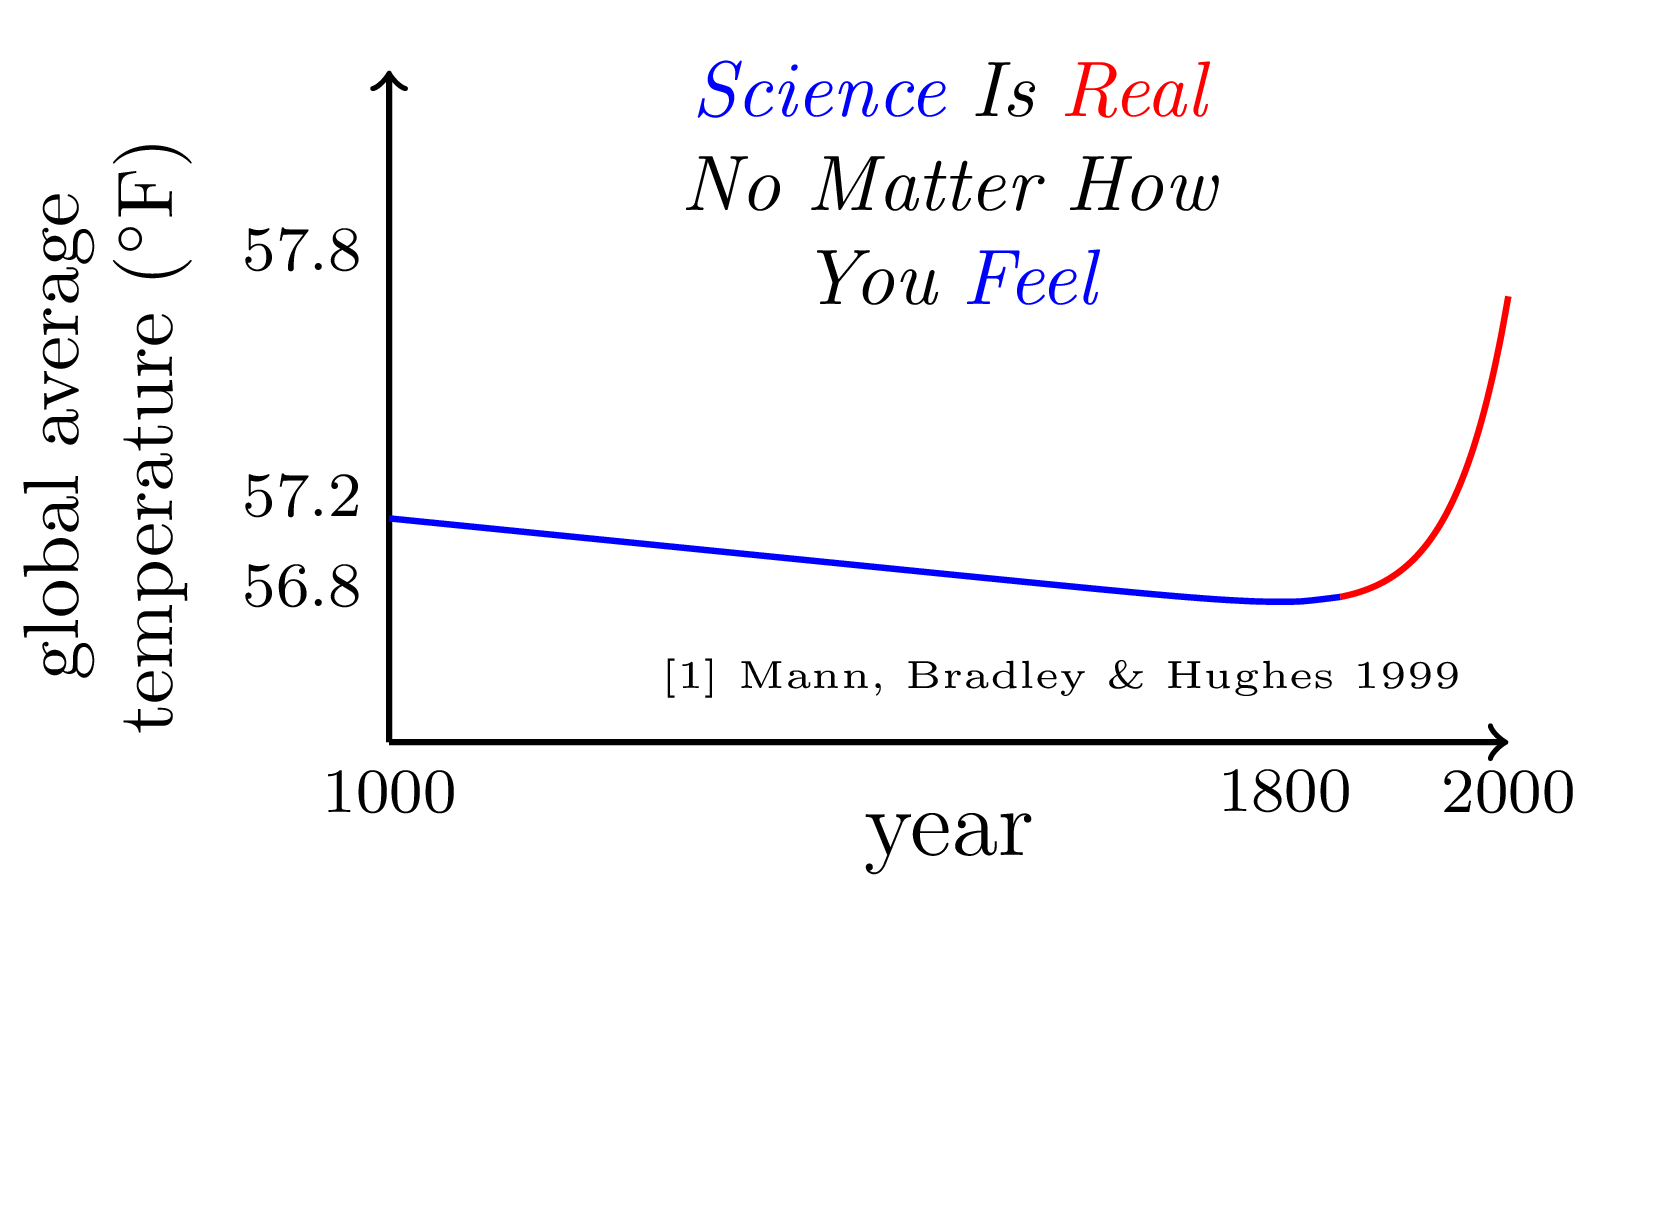 Science Is Real
No Matter How
You Feel
global average
temperature (°F)
57.8
57.2
56.8
[1] Mann, Bradley & Hughes 1999
1000
1800
2000
year